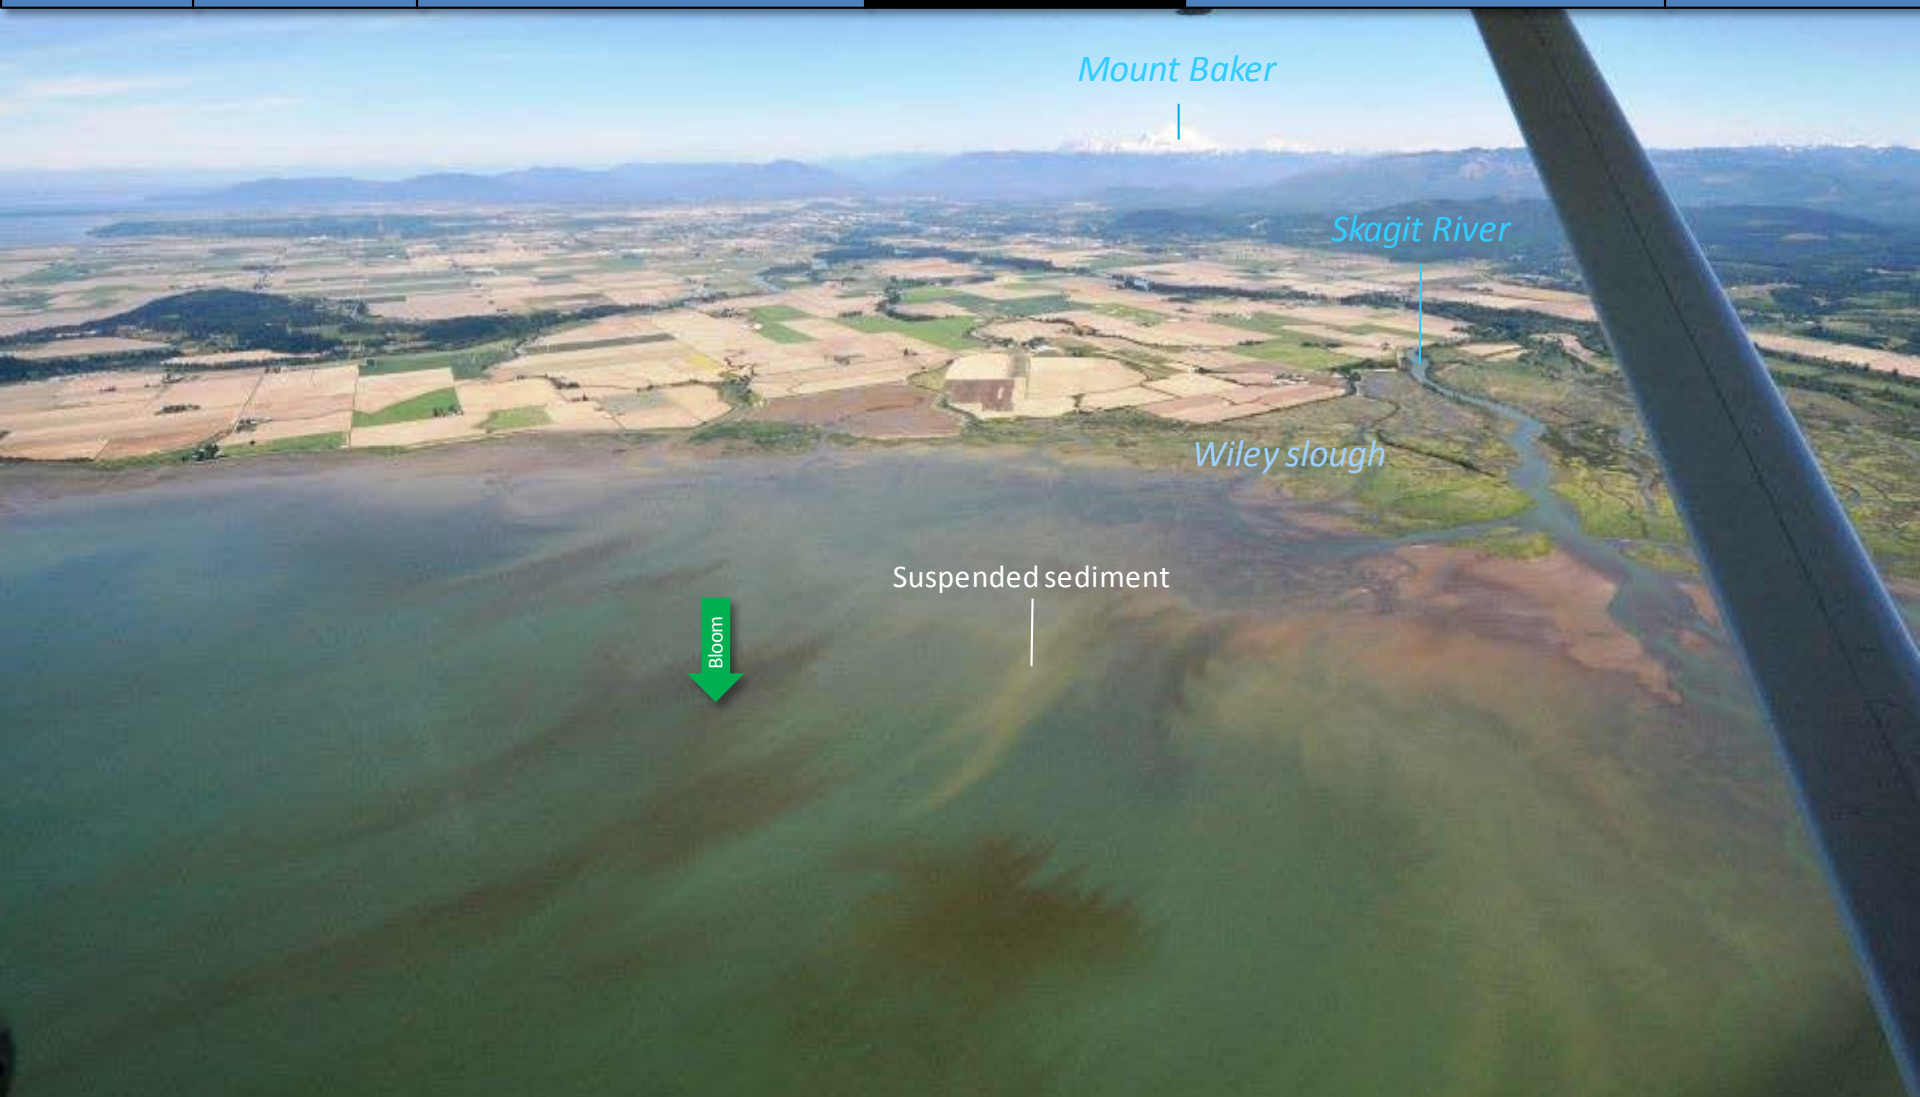 Mount Baker
Skagit River
Wiley slough
Suspended sediment
Bloom